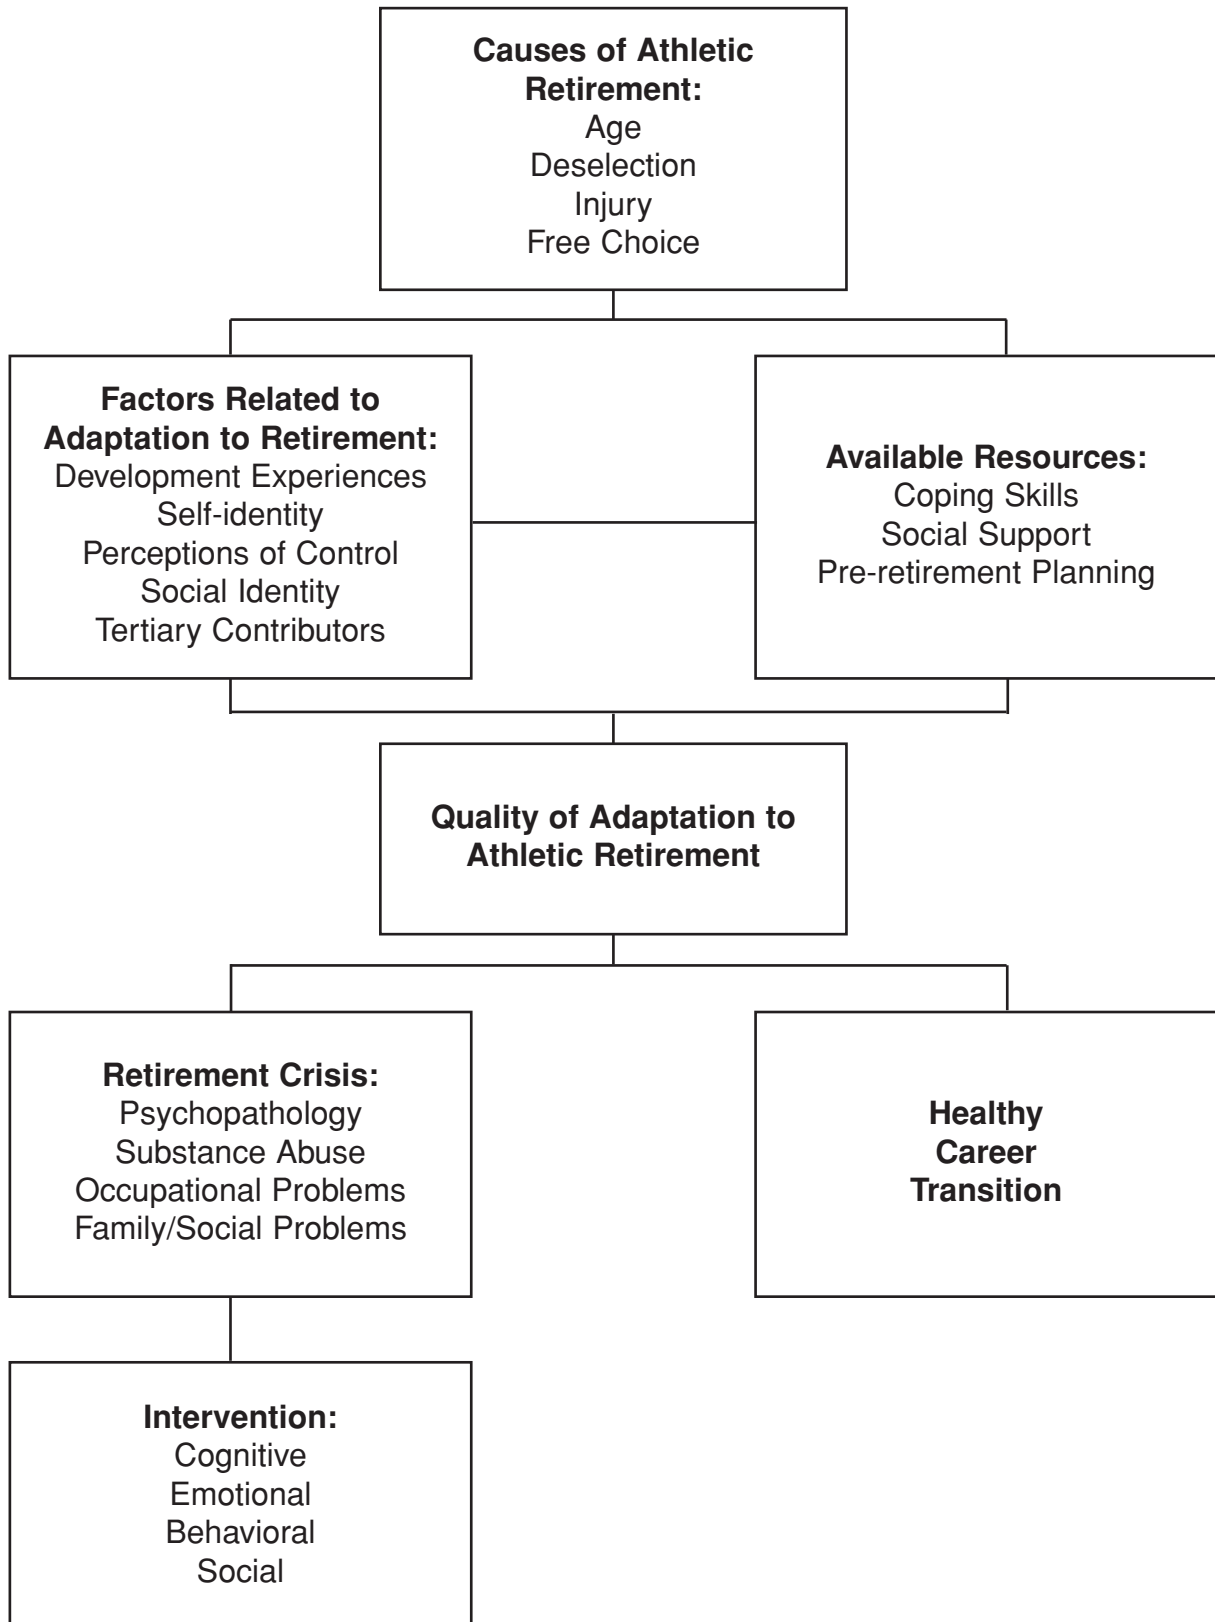 Causes of Athletic
Retirement:
Age
Deselection
Injury
Free Choice
Factors Related to
Adaptation to Retirement:
Development Experiences
Self-identity
Perceptions of Control
Social Identity
Tertiary Contributors
Available Resources:
Coping Skills
Social Support
Pre-retirement Planning
Quality of Adaptation to
Athletic Retirement
Retirement Crisis:
Psychopathology
Substance Abuse
Occupational Problems
Family/Social Problems
Healthy
Career
Transition
Intervention:
Cognitive
Emotional
Behavioral
Social